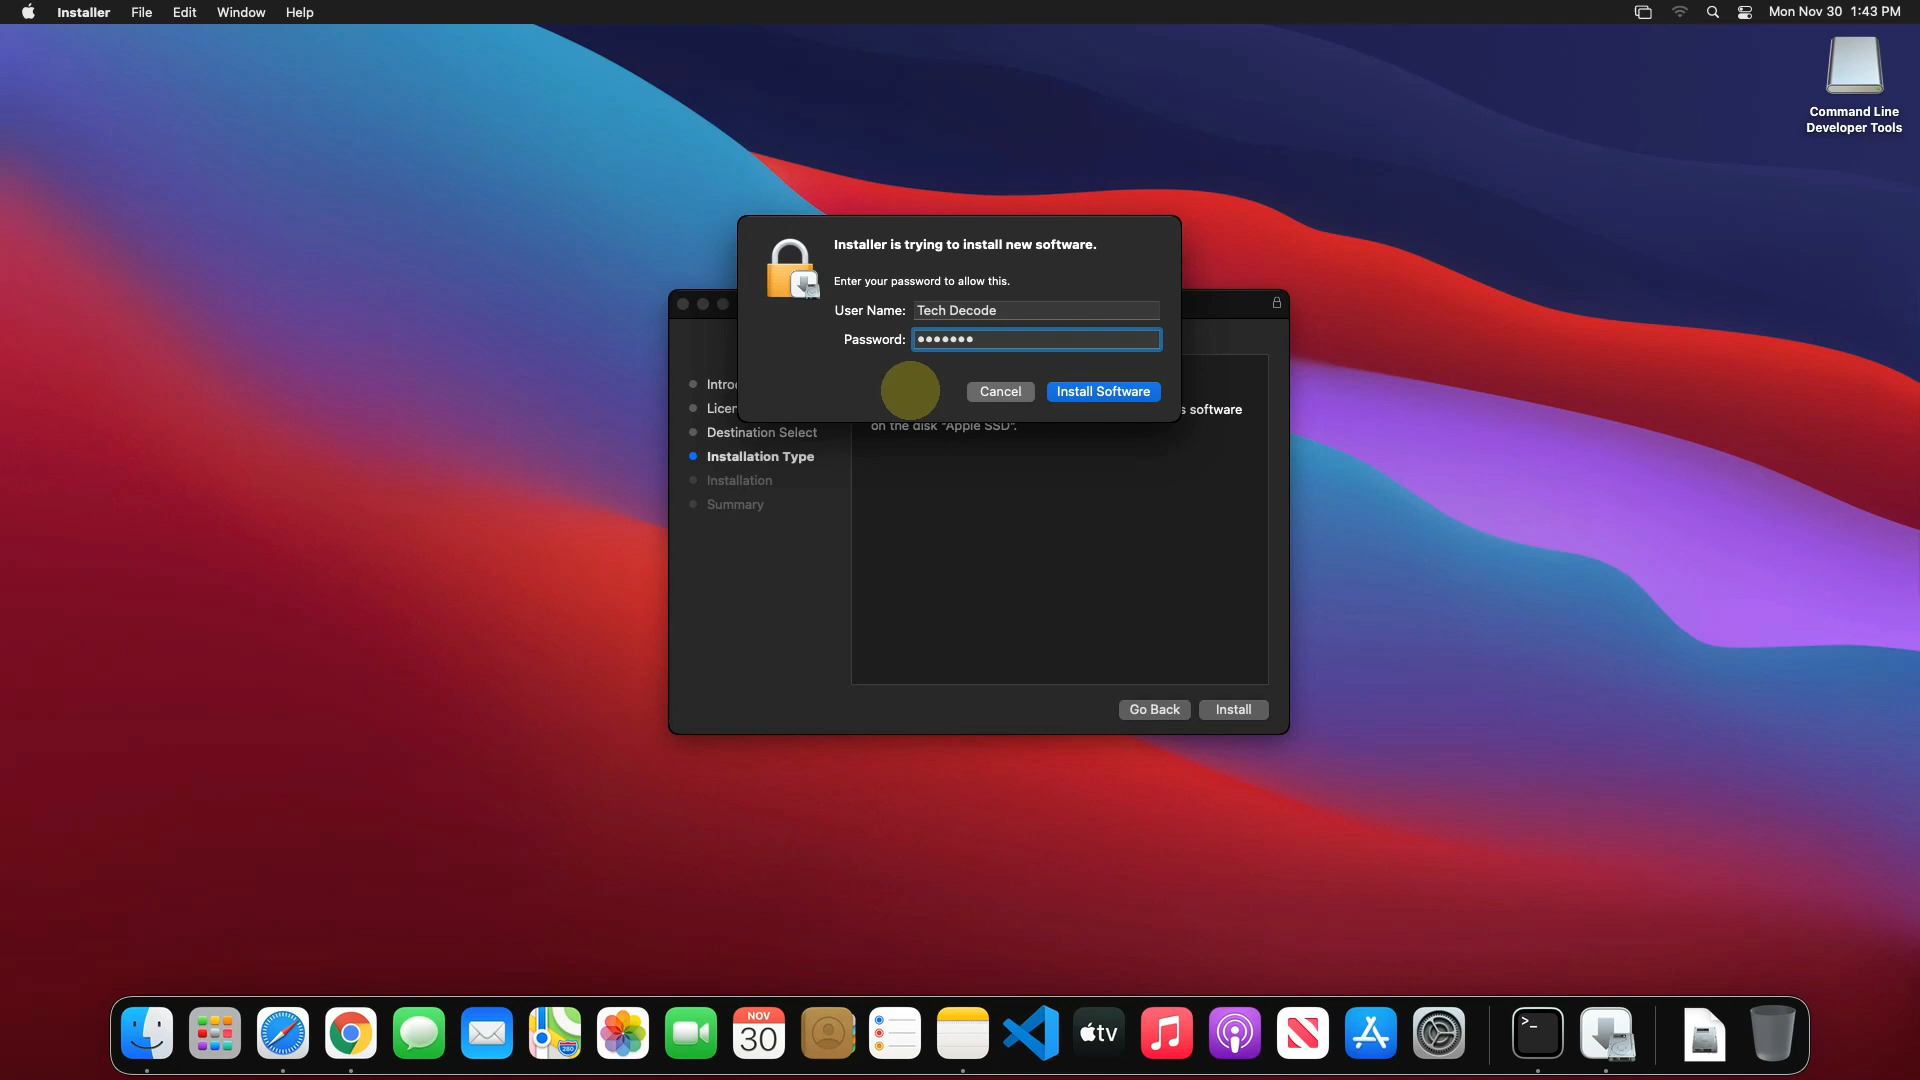 Installer File Edit Window Help
Mon Nov 30 1:43 PM
Command Line
Developer Tools
Installer is trying to install new software.
Enter your password to allow this.
User Name: Tech Decode
Password: •••••••
Cancel Install Software
software
on the disk "Apple SSD".
Destination Select
Installation Type
Installation
Summary
Go Back Install
NOV
30
280
tv
>_